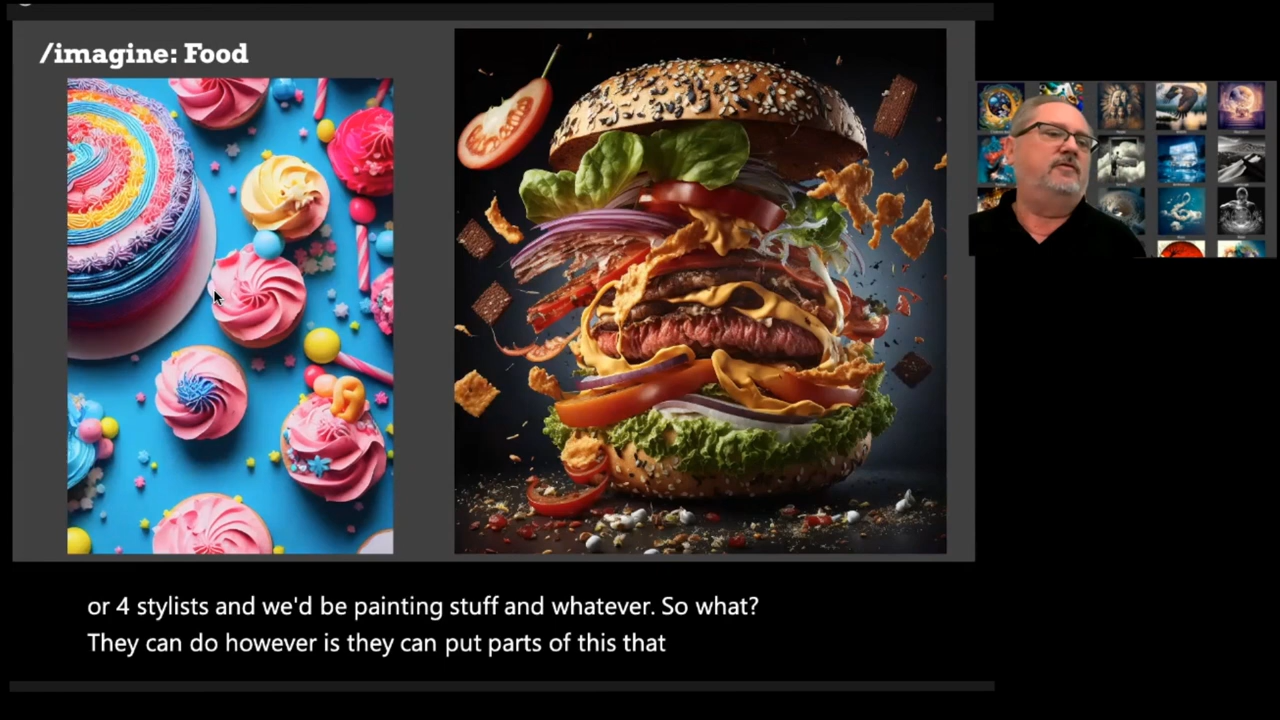 /imagine: Food
or 4 stylists and we'd be painting stuff and whatever. So what?
They can do however is they can put parts of this that